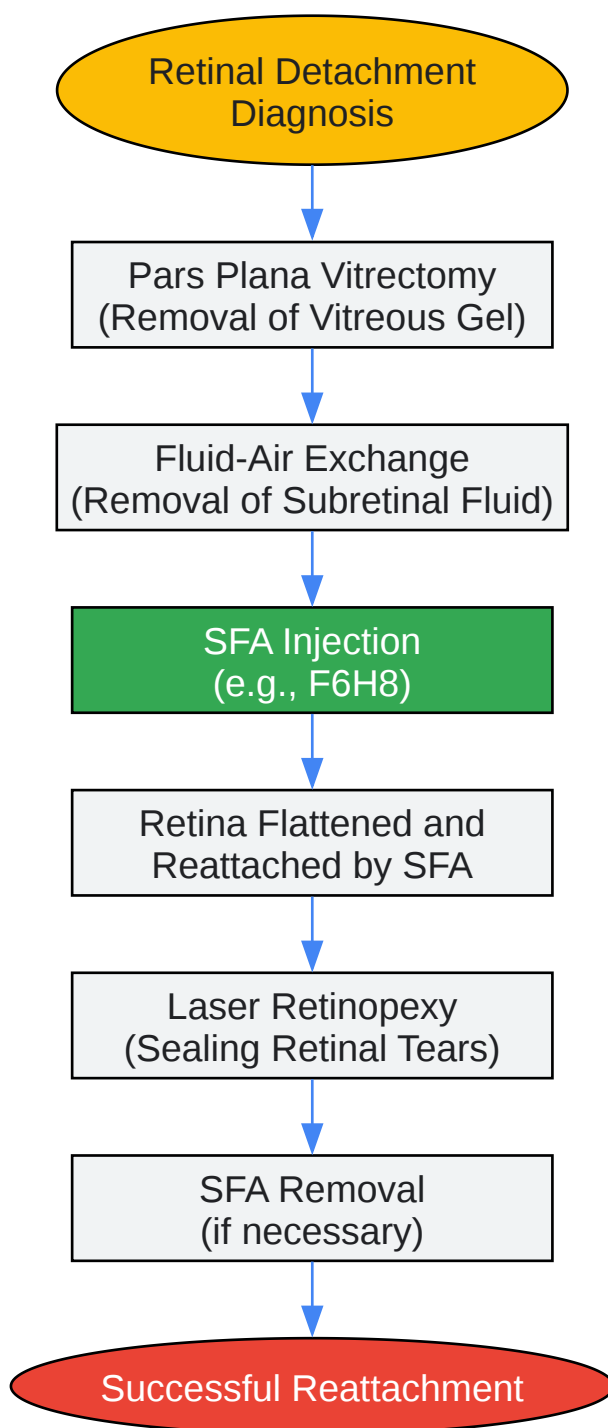 Retinal Detachment
Diagnosis
Pars Plana Vitrectomy
(Removal of Vitreous Gel)
Fluid-Air Exchange
(Removal of Subretinal Fluid)
SFA Injection
(e.g., F6H8)
Retina Flattened and
Reattached by SFA
Laser Retinopexy
(Sealing Retinal Tears)
SFA Removal
(if necessary)
Successful Reattachment